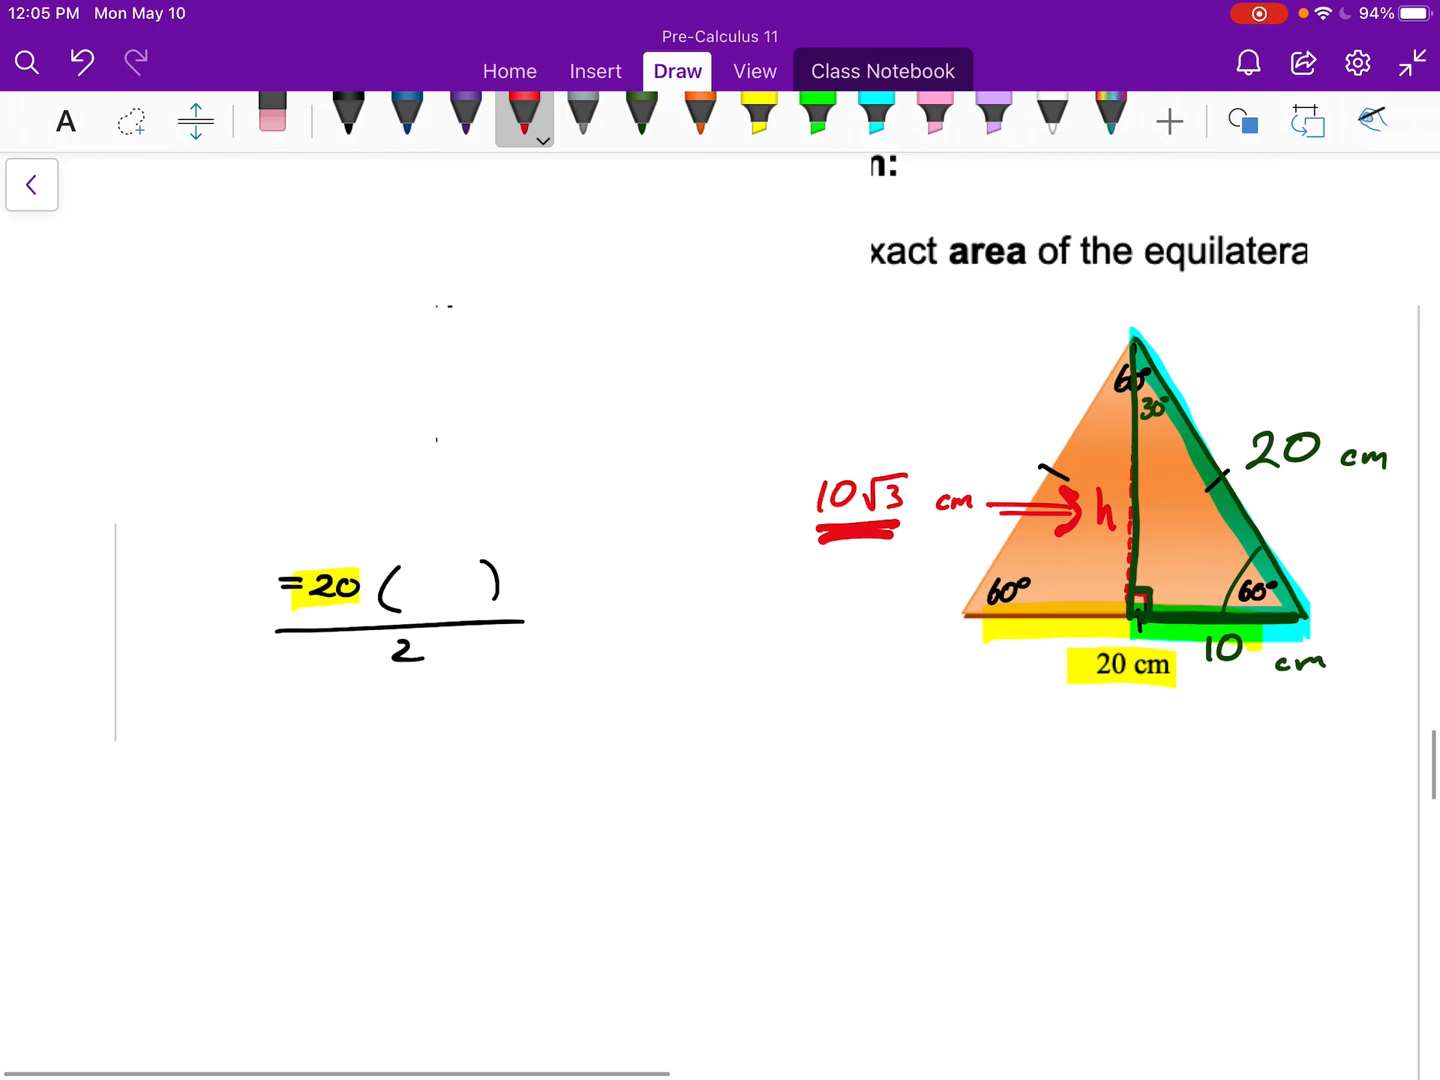 12:05 PM Mon May 10
94%
Pre-Calculus 11
Home Insert Draw View Class Notebook
A
n:
xact area of the equilatera
60°
30°
20 cm
10√3 cm
h
= 20 ( )
2
60°
60°
20 cm
10 cm